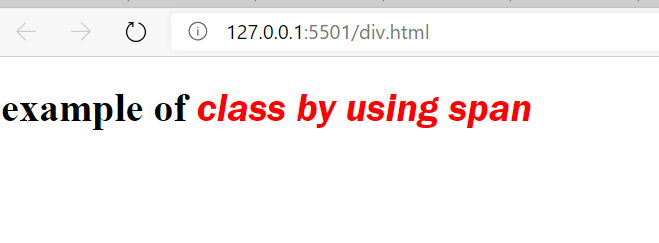 127.0.0.1:5501/div.html
example of class by using span